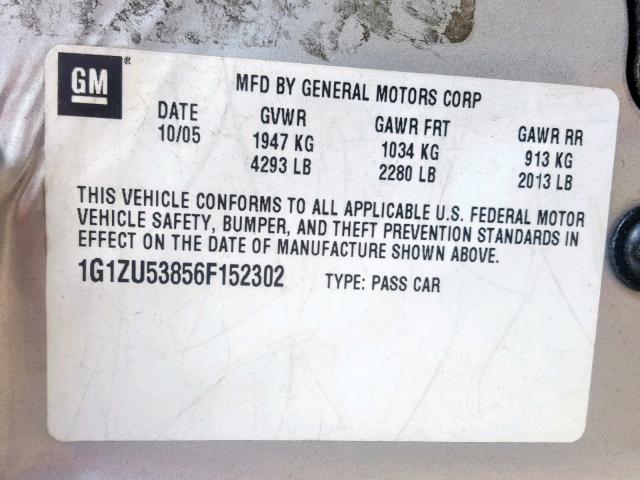 GM ®
MFD BY GENERAL MOTORS CORP
DATE GVWR GAWR FRT GAWR RR
10/05 1947 KG 1034 KG 913 KG
4293 LB 2280 LB 2013 LB
THIS VEHICLE CONFORMS TO ALL APPLICABLE U.S. FEDERAL MOTOR
VEHICLE SAFETY, BUMPER, AND THEFT PREVENTION STANDARDS IN
EFFECT ON THE DATE OF MANUFACTURE SHOWN ABOVE.
1G1ZU53856F152302 TYPE: PASS CAR